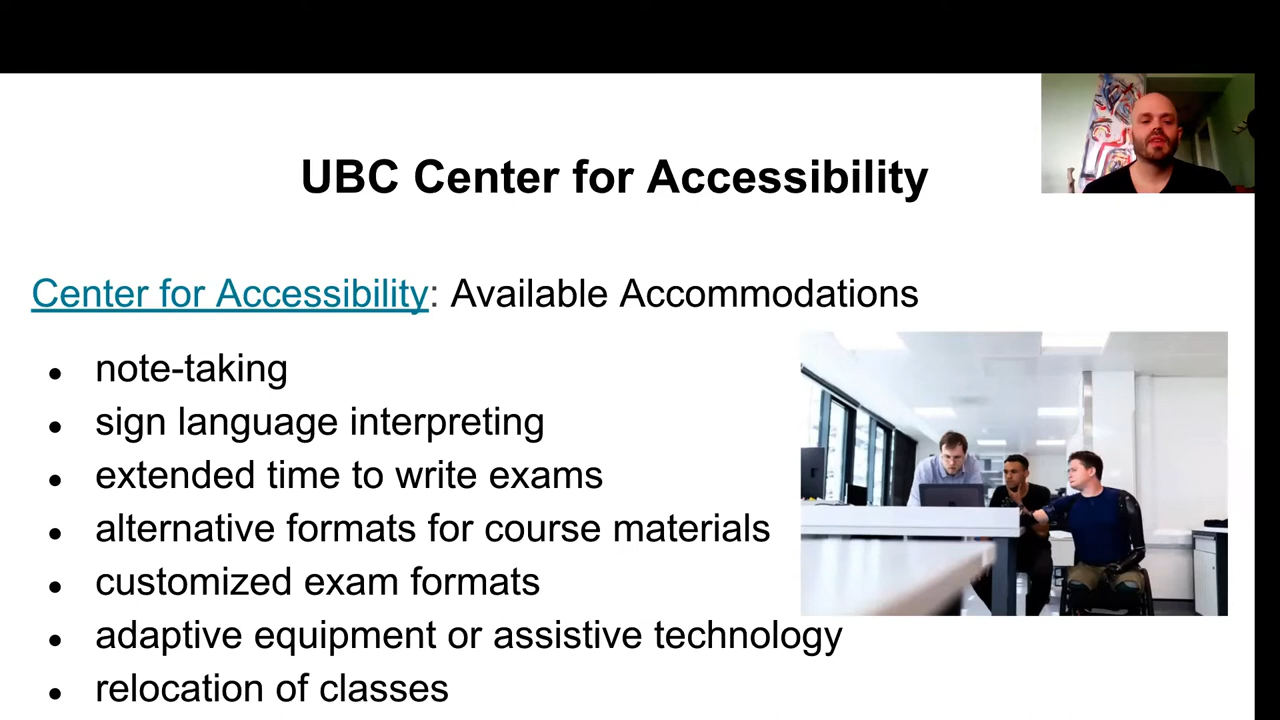 UBC Center for Accessibility
Center for Accessibility: Available Accommodations
● note-taking
● sign language interpreting
● extended time to write exams
● alternative formats for course materials
● customized exam formats
● adaptive equipment or assistive technology
● relocation of classes